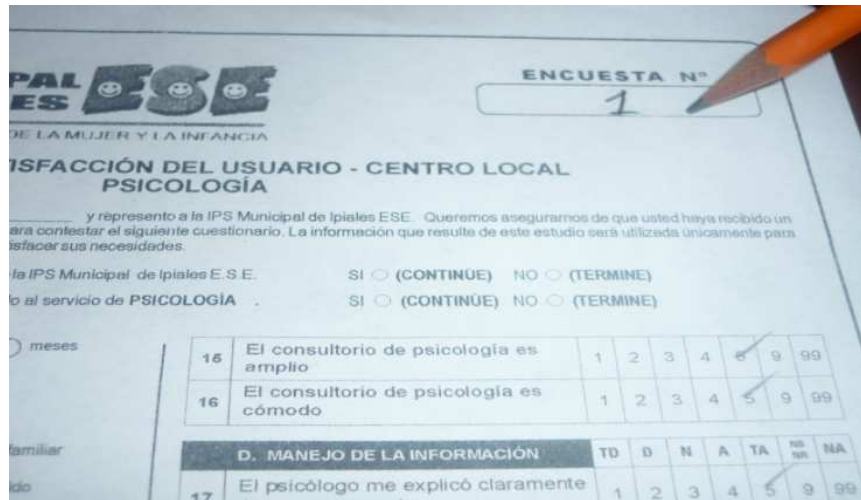 PAL ESE
ES
ENCUESTA Nº
1
DE LA MUJER Y LA INFANCIA
ISFACCIÓN DEL USUARIO - CENTRO LOCAL
PSICOLOGÍA
y represento a la IPS Municipal de Ipiales ESE. Queremos asegurarnos de que usted haya recibido un
ara contestar el siguiente cuestionario. La información que resulte de este estudio será utilizada únicamente para
isfacer sus necesidades.
la IPS Municipal de Ipiales E.S.E. SI (CONTINÚE) NO (TERMINE)
o al servicio de PSICOLOGÍA . SI (CONTINÚE) NO (TERMINE)
) meses
15 El consultorio de psicología es 1 2 3 4 5 9 99
amplio
16 El consultorio de psicología es 1 2 3 4 5 9 99
cómodo
familiar
D. MANEJO DE LA INFORMACIÓN TD D N A TA NS NR NA
ido
17 El psicólogo me explicó claramente 1 2 3 4 5 9 99